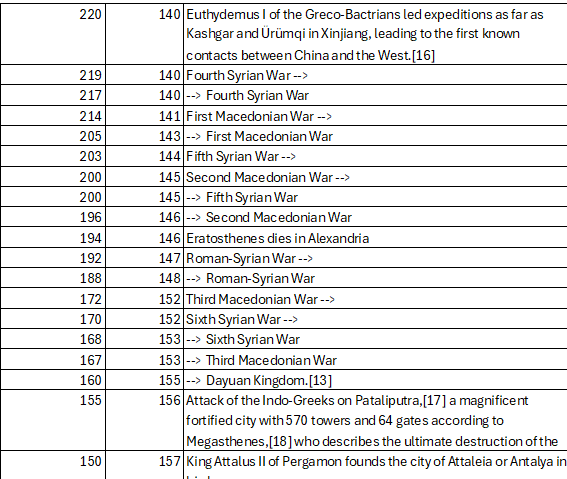 220 140 Euthydemus I of the Greco-Bactrians led expeditions as far as
Kashgar and Ürümqi in Xinjiang, leading to the first known
contacts between China and the West.[16]
219 140 Fourth Syrian War -->
217 140 --> Fourth Syrian War
214 141 First Macedonian War -->
205 143 --> First Macedonian War
203 144 Fifth Syrian War -->
200 145 Second Macedonian War -->
200 145 --> Fifth Syrian War
196 146 --> Second Macedonian War
194 146 Eratosthenes dies in Alexandria
192 147 Roman-Syrian War -->
188 148 --> Roman-Syrian War
172 152 Third Macedonian War -->
170 152 Sixth Syrian War -->
168 153 --> Sixth Syrian War
167 153 --> Third Macedonian War
160 155 --> Dayuan Kingdom.[13]
155 156 Attack of the Indo-Greeks on Pataliputra,[17] a magnificent
fortified city with 570 towers and 64 gates according to
Megasthenes,[18] who describes the ultimate destruction of the
150 157 King Attalus II of Pergamon founds the city of Attaleia or Antalya in